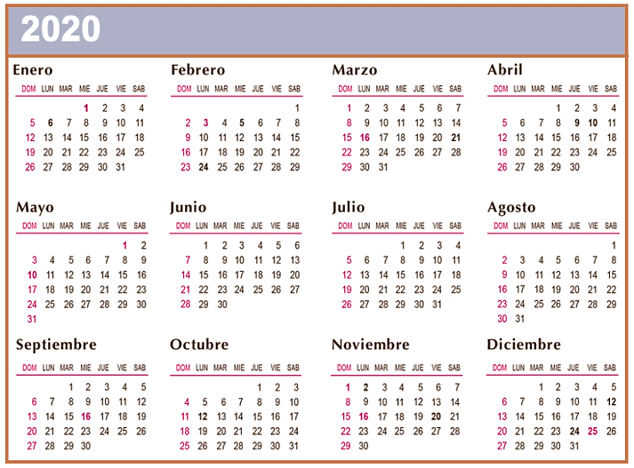 2020
Enero
DOM LUN MAR MIE JUE VIE SAB
1 2 3 4
5 6 7 8 9 10 11
12 13 14 15 16 17 18
19 20 21 22 23 24 25
26 27 28 29 30 31
Febrero
DOM LUN MAR MIE JUE VIE SAB
1
2 3 4 5 6 7 8
9 10 11 12 13 14 15
16 17 18 19 20 21 22
23 24 25 26 27 28 29
Marzo
DOM LUN MAR MIE JUE VIE SAB
1 2 3 4 5 6 7
8 9 10 11 12 13 14
15 16 17 18 19 20 21
22 23 24 25 26 27 28
29 30 31
Abril
DOM LUN MAR MIE JUE VIE SAB
1 2 3 4
5 6 7 8 9 10 11
12 13 14 15 16 17 18
19 20 21 22 23 24 25
26 27 28 29 30
Mayo
DOM LUN MAR MIE JUE VIE SAB
1 2
3 4 5 6 7 8 9
10 11 12 13 14 15 16
17 18 19 20 21 22 23
24 25 26 27 28 29 30
31
Junio
DOM LUN MAR MIE JUE VIE SAB
1 2 3 4 5 6
7 8 9 10 11 12 13
14 15 16 17 18 19 20
21 22 23 24 25 26 27
28 29 30
Julio
DOM LUN MAR MIE JUE VIE SAB
1 2 3 4
5 6 7 8 9 10 11
12 13 14 15 16 17 18
19 20 21 22 23 24 25
26 27 28 29 30 31
Agosto
DOM LUN MAR MIE JUE VIE SAB
1
2 3 4 5 6 7 8
9 10 11 12 13 14 15
16 17 18 19 20 21 22
23 24 25 26 27 28 29
30 31
Septiembre
DOM LUN MAR MIE JUE VIE SAB
1 2 3 4 5
6 7 8 9 10 11 12
13 14 15 16 17 18 19
20 21 22 23 24 25 26
27 28 29 30
Octubre
DOM LUN MAR MIE JUE VIE SAB
1 2 3
4 5 6 7 8 9 10
11 12 13 14 15 16 17
18 19 20 21 22 23 24
25 26 27 28 29 30 31
Noviembre
DOM LUN MAR MIE JUE VIE SAB
1 2 3 4 5 6 7
8 9 10 11 12 13 14
15 16 17 18 19 20 21
22 23 24 25 26 27 28
29 30
Diciembre
DOM LUN MAR MIE JUE VIE SAB
1 2 3 4 5
6 7 8 9 10 11 12
13 14 15 16 17 18 19
20 21 22 23 24 25 26
27 28 29 30 31